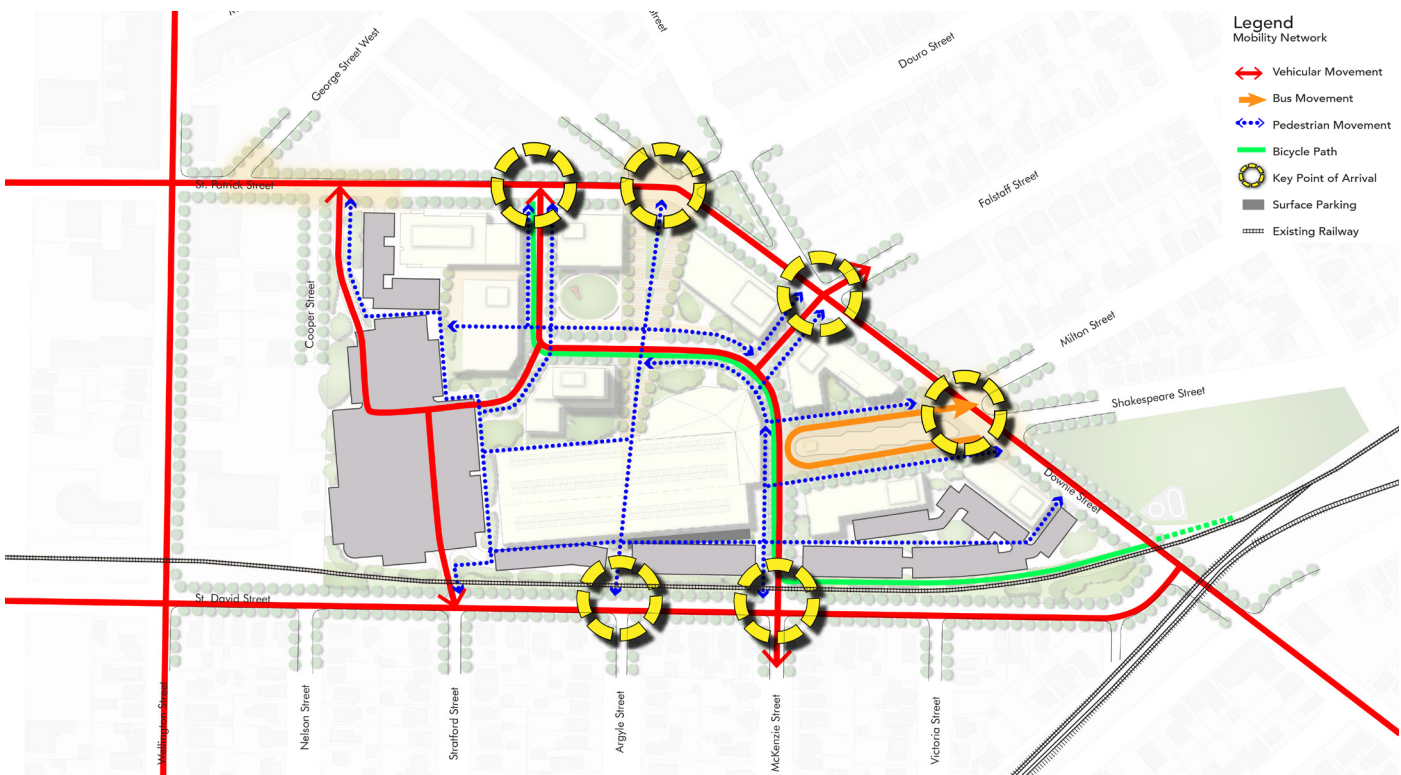 Legend
Mobility Network
Vehicular Movement
Bus Movement
Pedestrian Movement
Bicycle Path
Key Point of Arrival
Surface Parking
Existing Railway
Street
George Street West
Douro Street
St. Patrick Street
Falstaff Street
Cooper Street
Milton Street
Shakespeare Street
Downie Street
St. David Street
Wellington Street
Nelson Street
Stratford Street
Argyle Street
McKenzie Street
Victoria Street